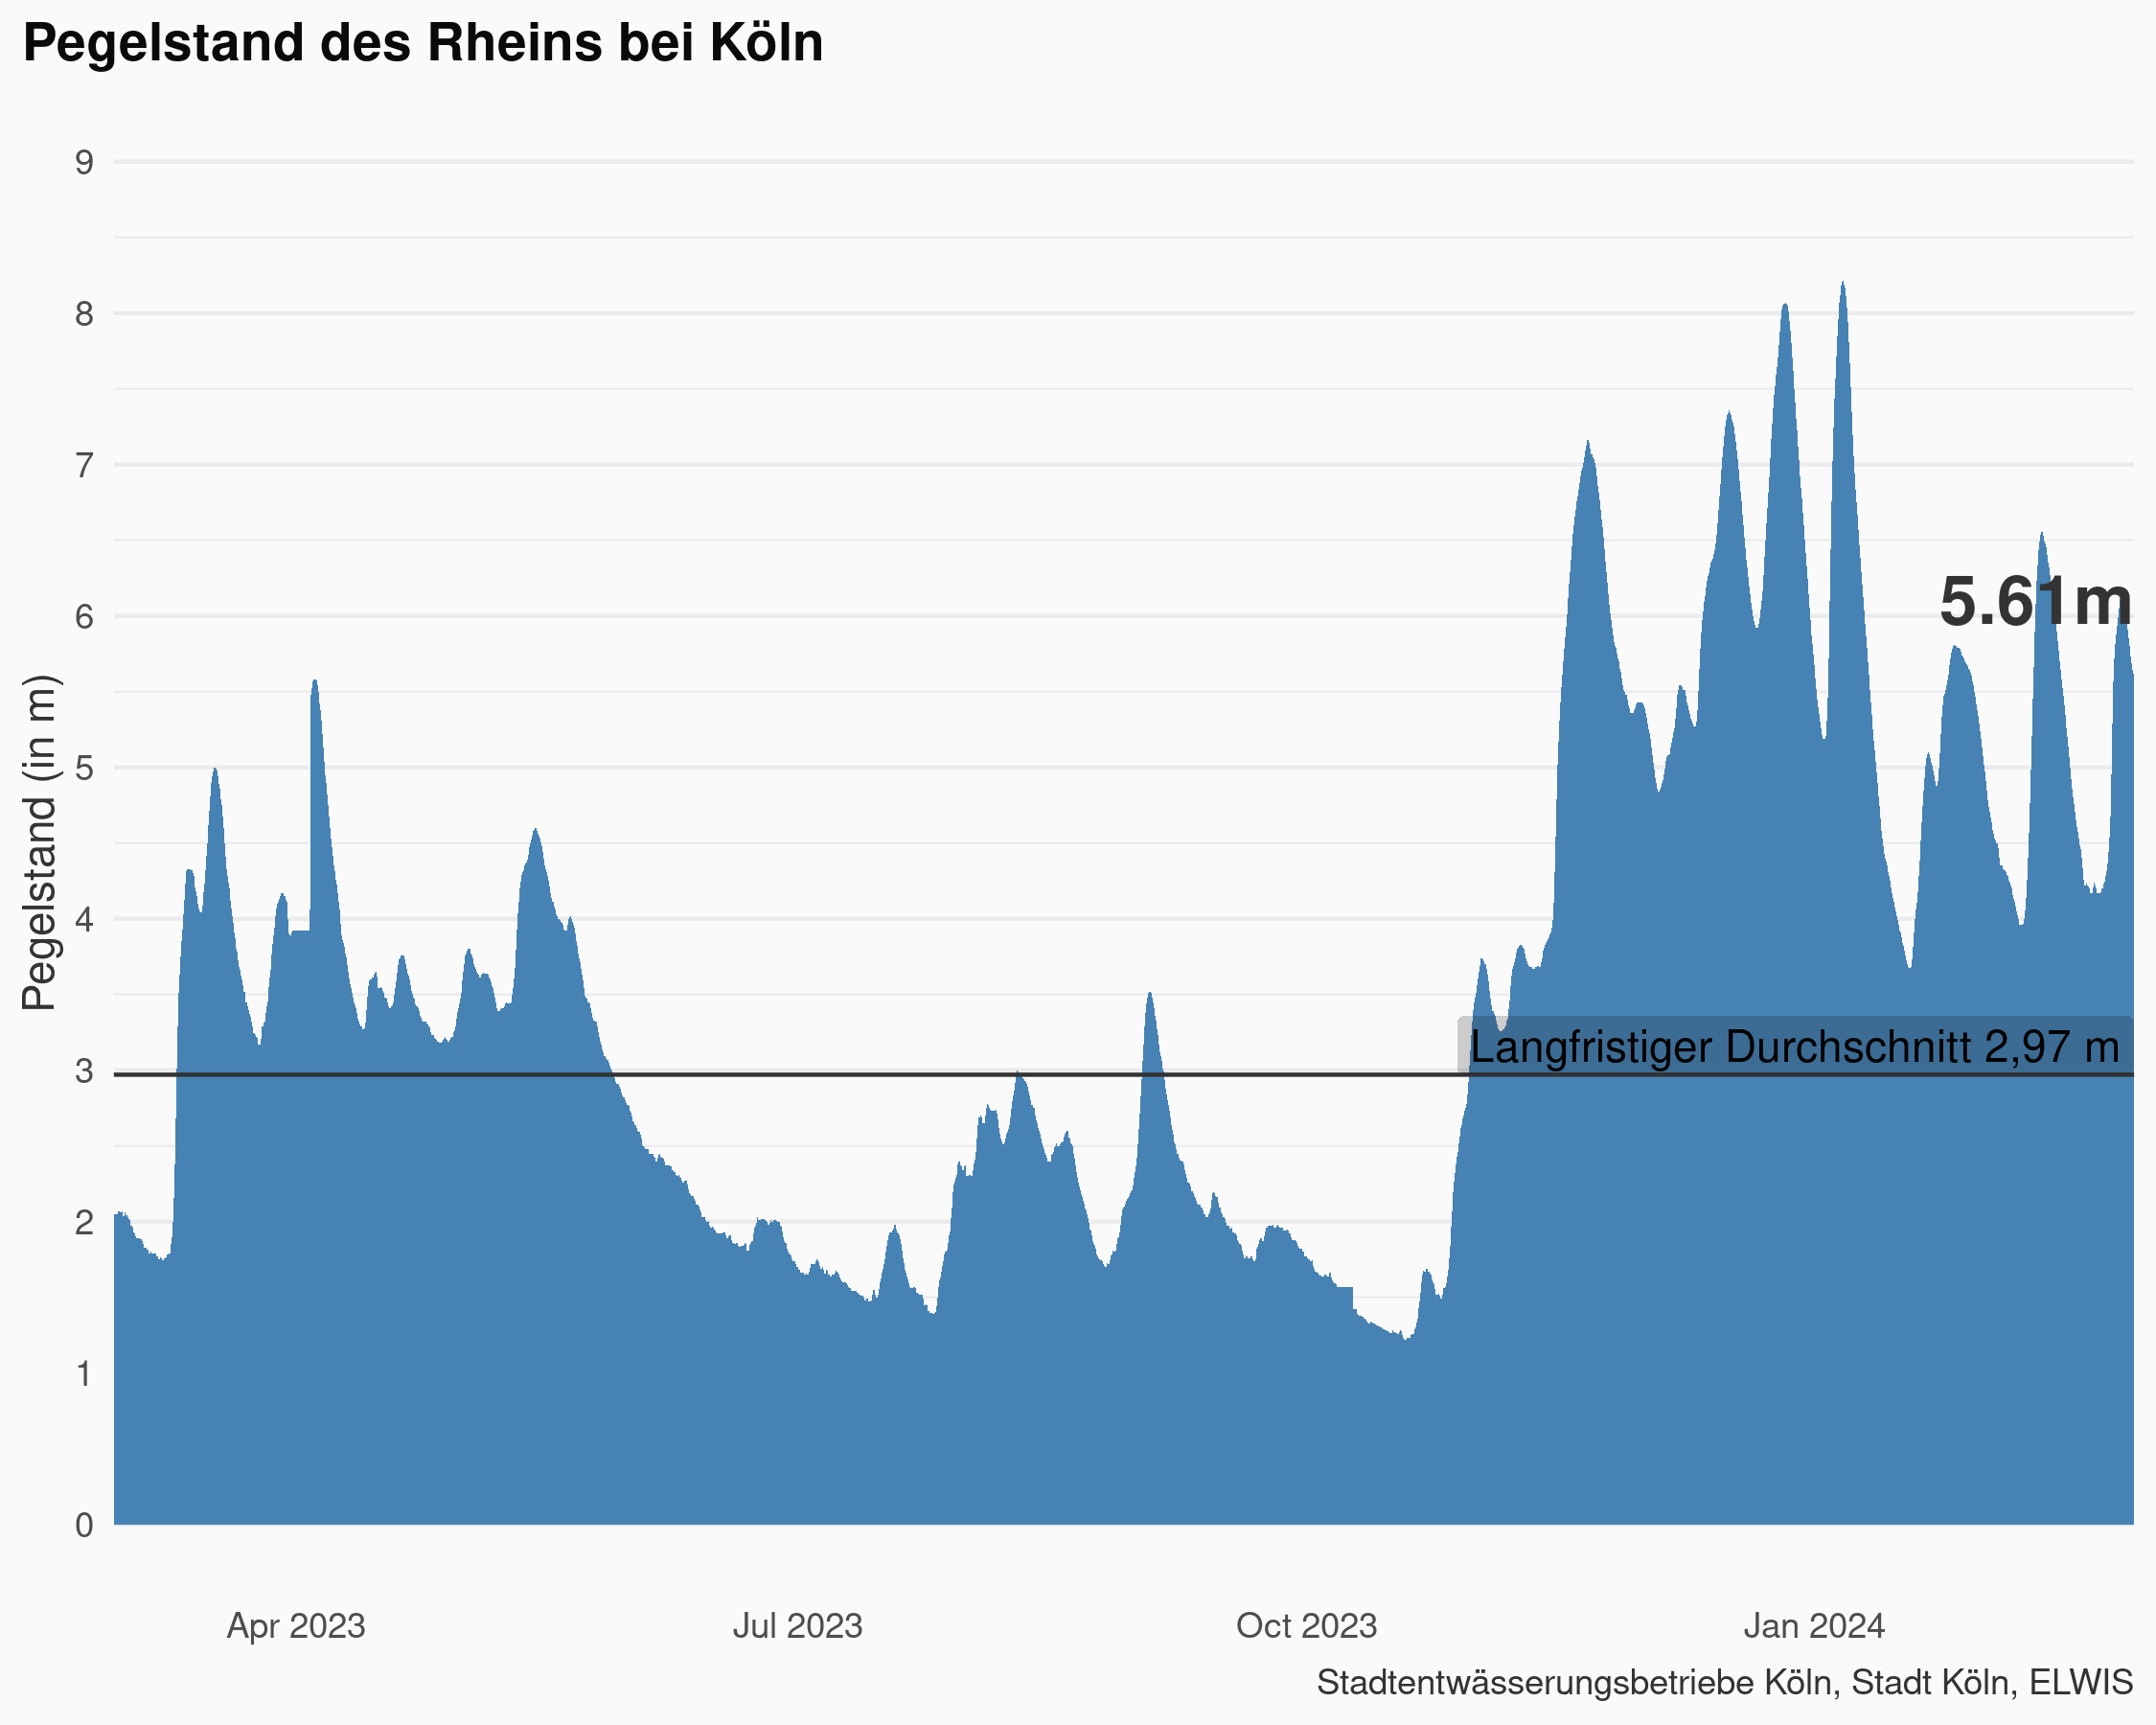 Pegelstand des Rheins bei Köln
Pegelstand (in m)
9
8
7
6
5
4
3
2
1
0
5.61m
Langfristiger Durchschnitt 2,97 m
Apr 2023
Jul 2023
Oct 2023
Jan 2024
Stadtentwässerungsbetriebe Köln, Stadt Köln, ELWIS